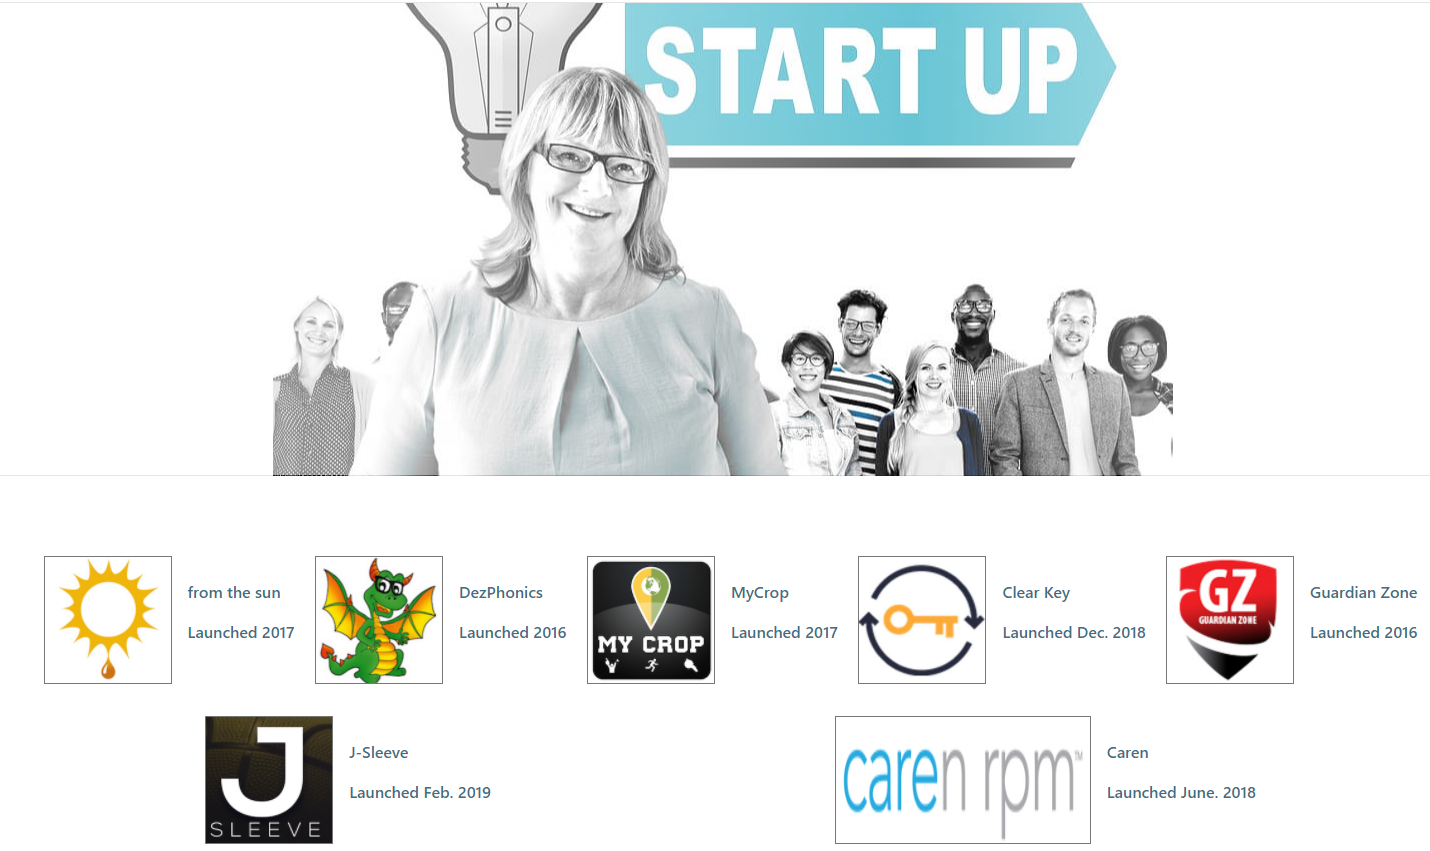 START UP
from the sun
Launched 2017
DezPhonics
Launched 2016
MY CROP
MyCrop
Launched 2017
Clear Key
Launched Dec. 2018
GZ
GUARDIAN ZONE
Guardian Zone
Launched 2016
J
SLEEVE
J-Sleeve
Launched Feb. 2019
caren rpm™
Caren
Launched June. 2018